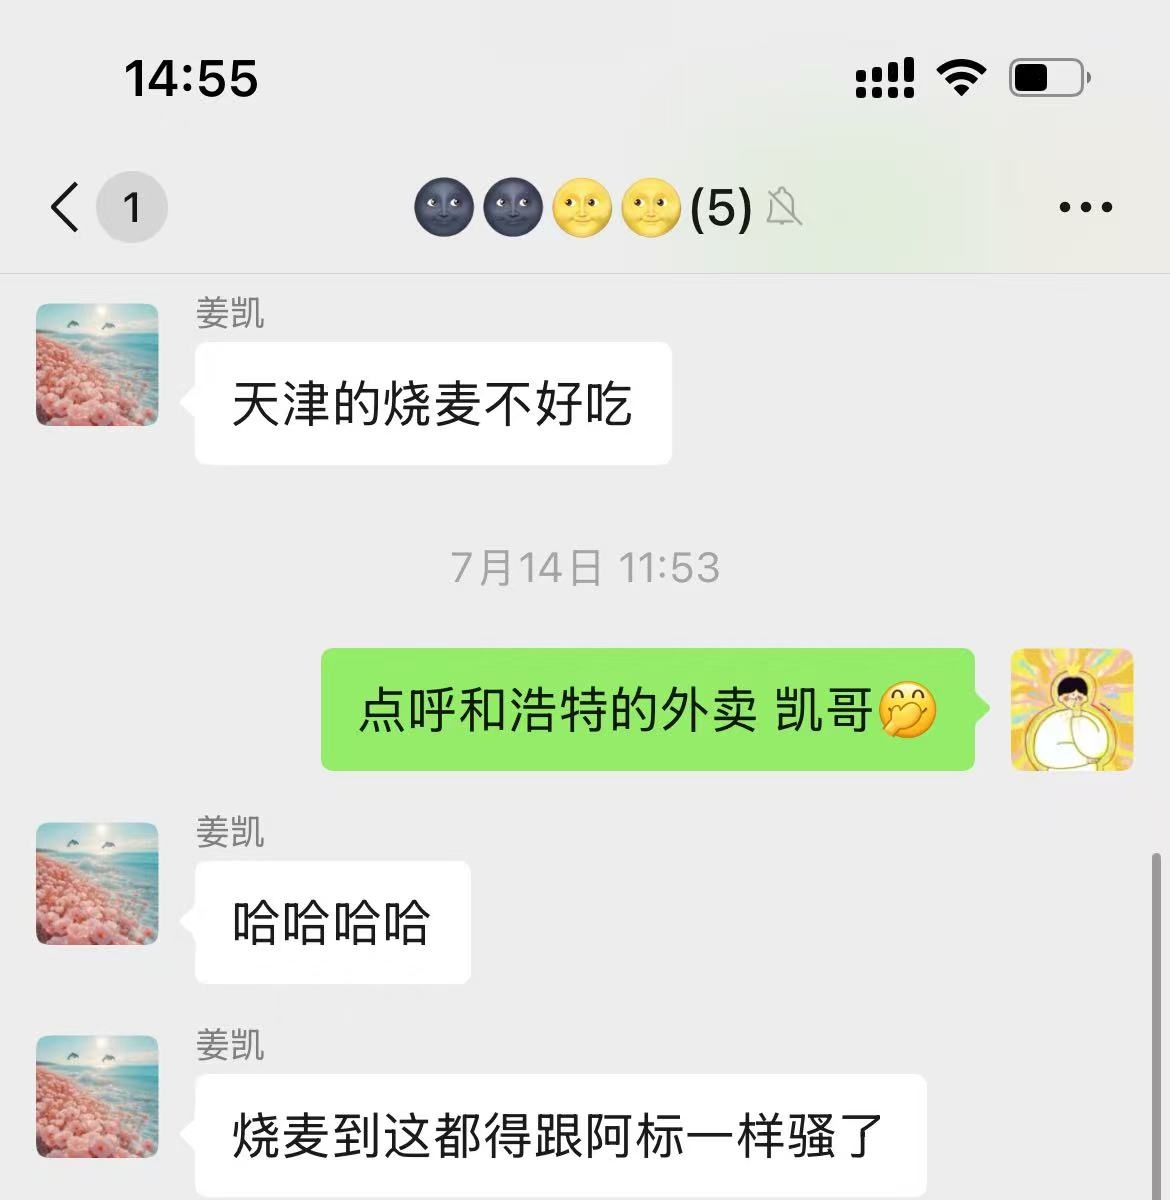 14:55
1
🌚🌚🌝🌝(5)
姜凯
天津的烧麦不好吃
7月14日 11:53
点呼和浩特的外卖 凯哥🤭
姜凯
哈哈哈哈
姜凯
烧麦到这都得跟阿标一样骚了